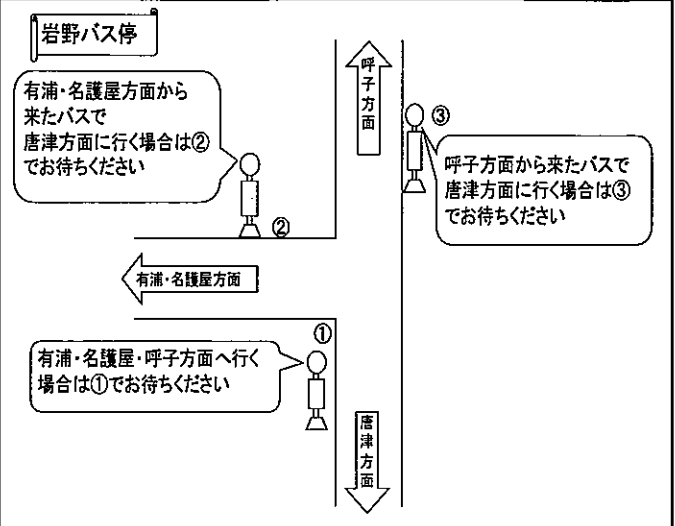 岩野バス停
有浦・名護屋方面から
来たバスで
唐津方面に行く場合は②
でお待ちください
②
呼子方面
③
呼子方面から来たバスで
唐津方面に行く場合は③
でお待ちください
有浦・名護屋方面
①
有浦・名護屋・呼子方面へ行く
場合は①でお待ちください
唐津方面